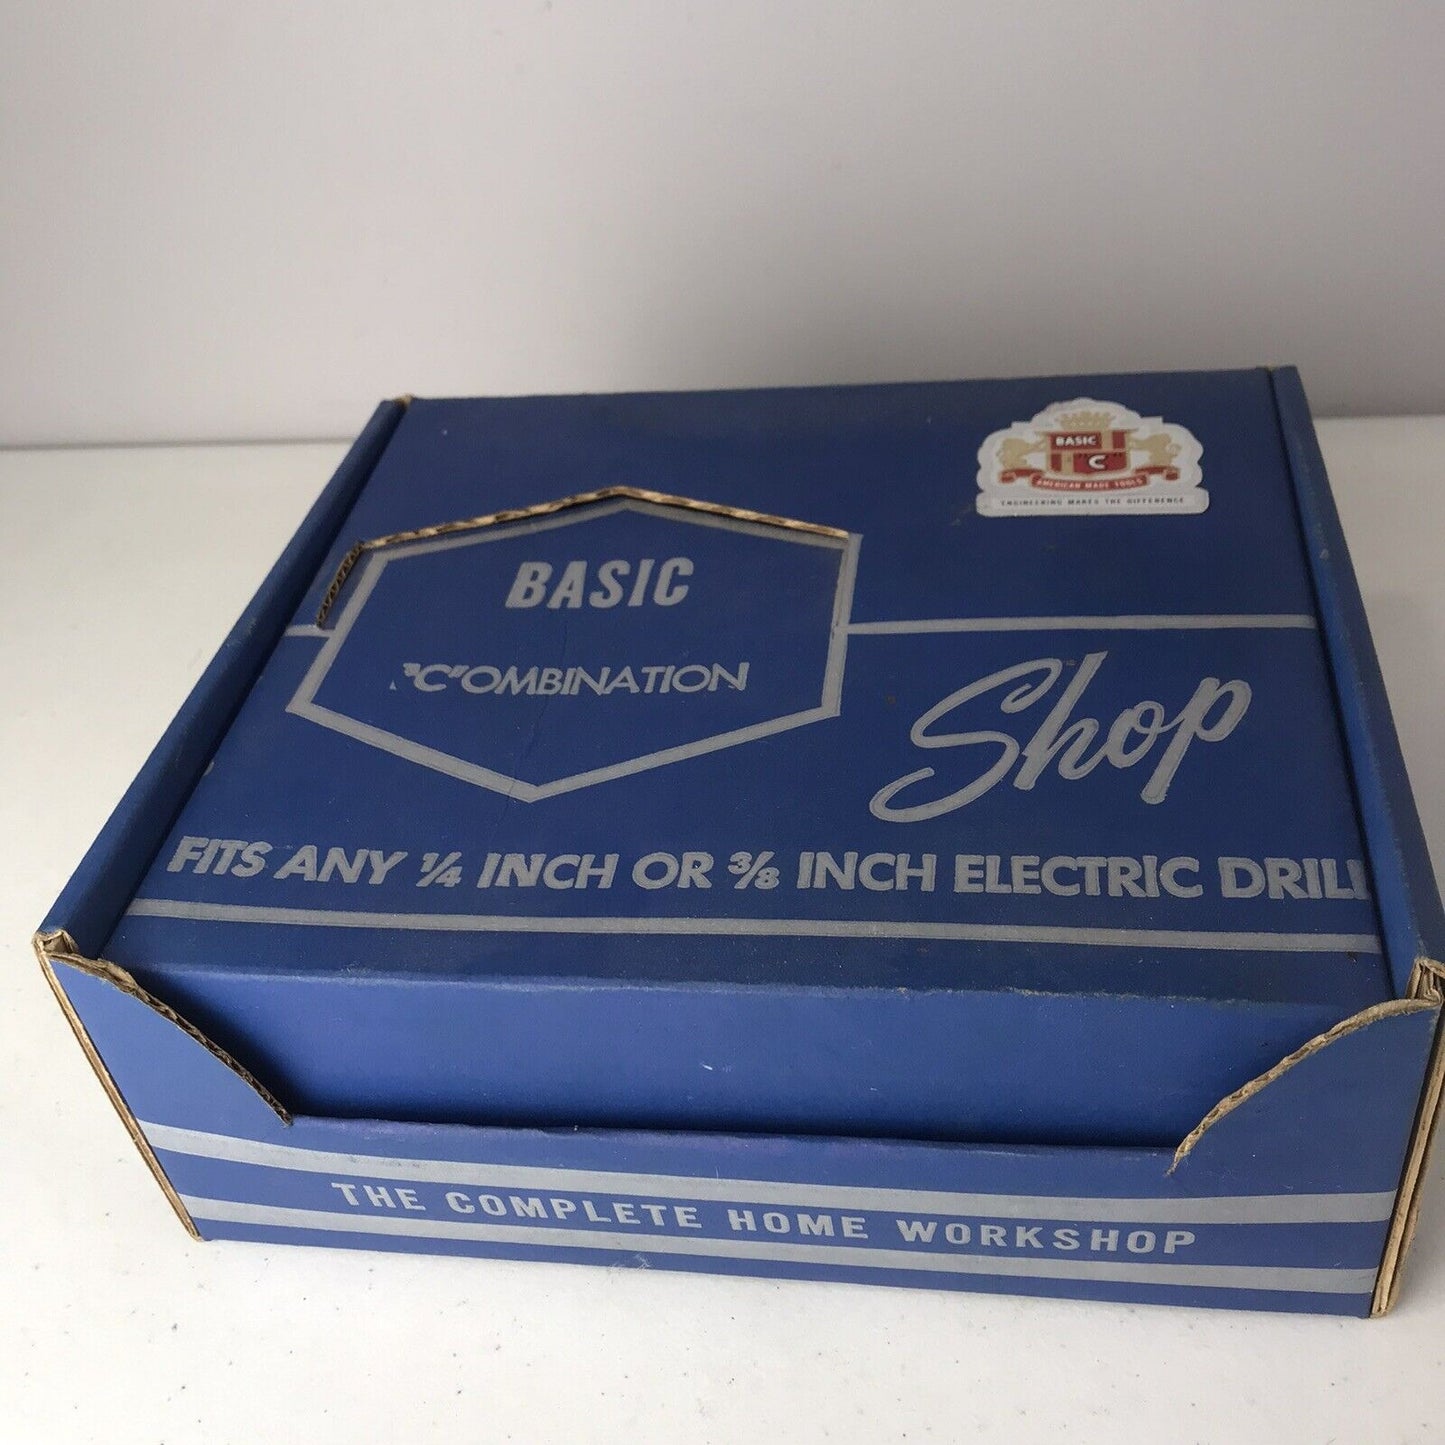 BASIC
C
AMERICAN MADE TOOLS
ENGINEERING MAKES THE DIFFERENCE
BASIC
"C"OMBINATION
Shop
FITS ANY 1/4 INCH OR 3/8 INCH ELECTRIC DRILL
THE COMPLETE HOME WORKSHOP